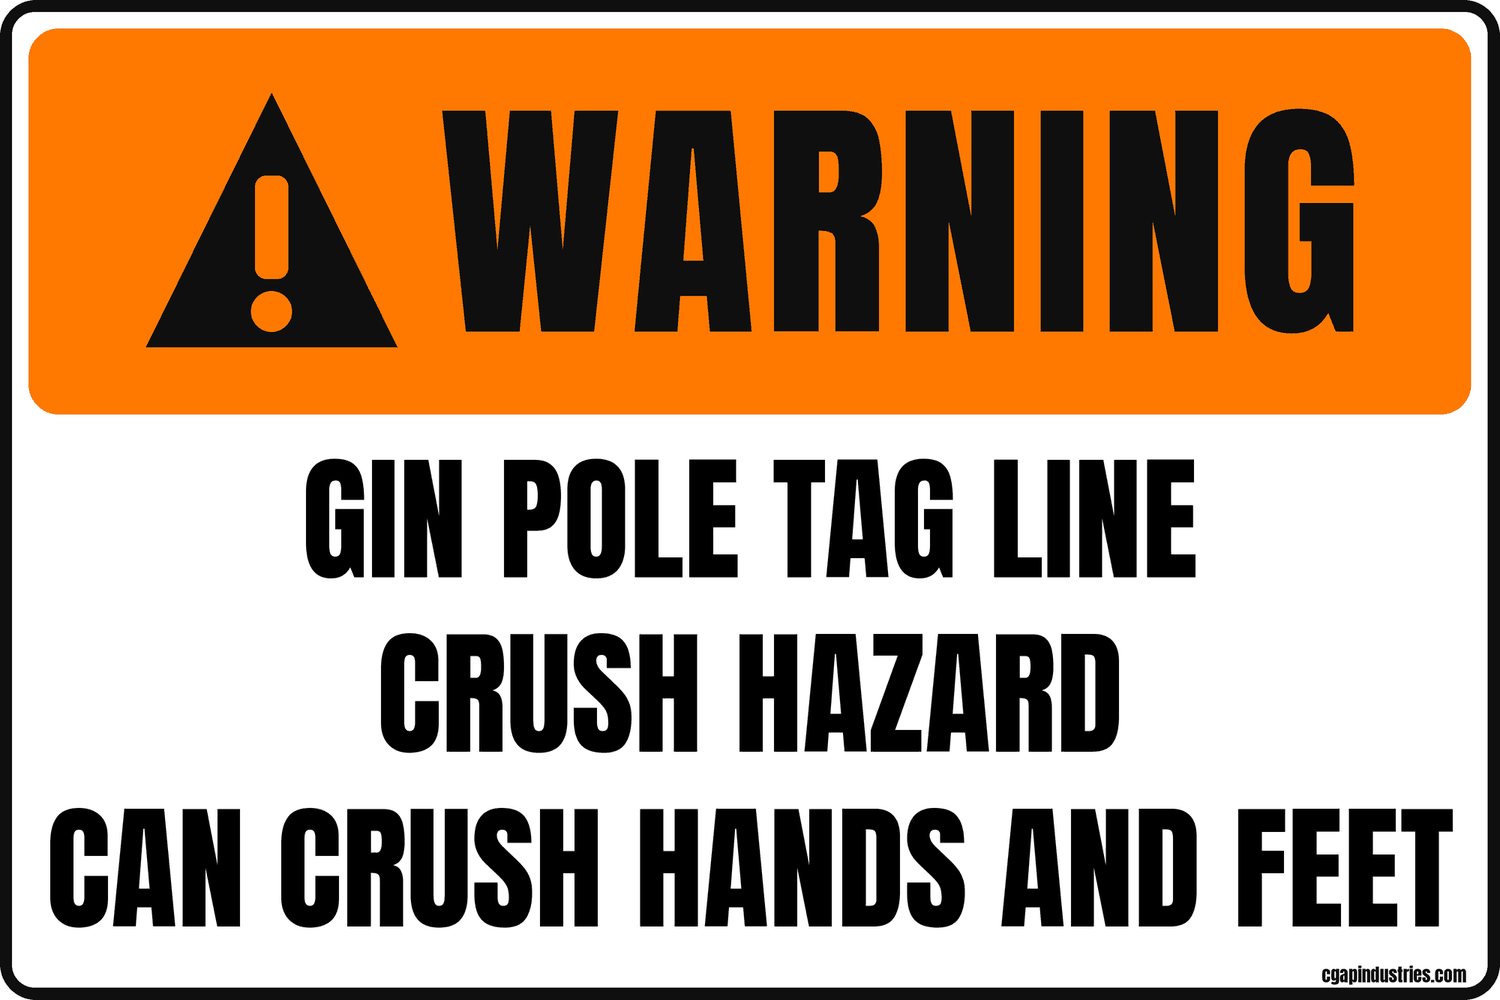 WARNING
GIN POLE TAG LINE
CRUSH HAZARD
CAN CRUSH HANDS AND FEET
cgapindustries.com